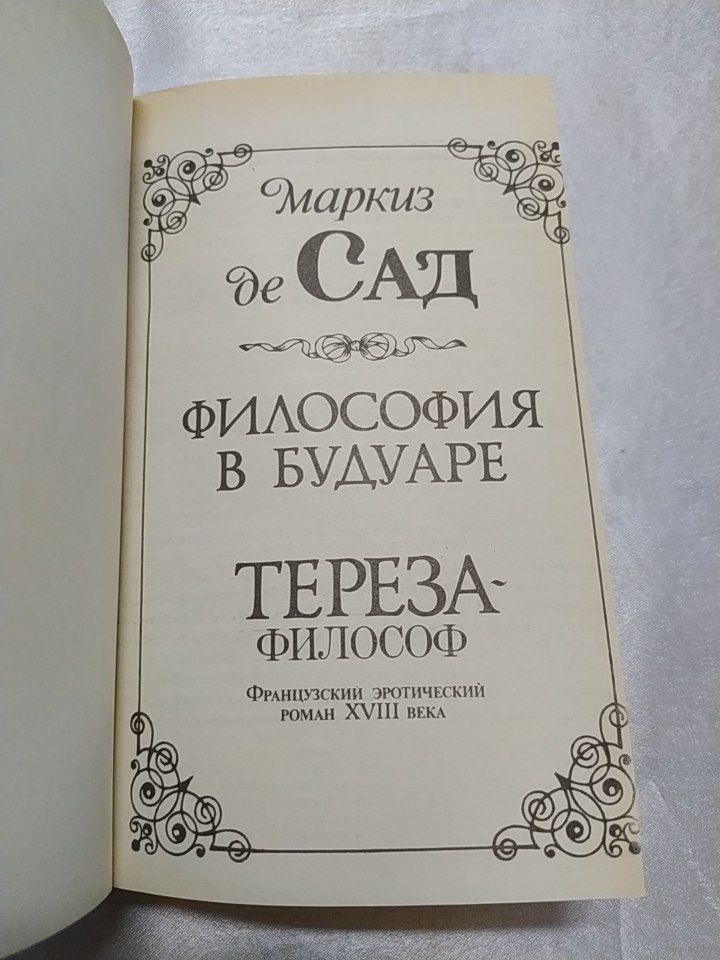 Маркиз
де САД
ФИЛОСОФИЯ
В БУДУАРЕ
ТЕРЕЗА-
ФИЛОСОФ
ФРАНЦУЗСКИЙ ЭРОТИЧЕСКИЙ
РОМАН XVIII ВЕКА